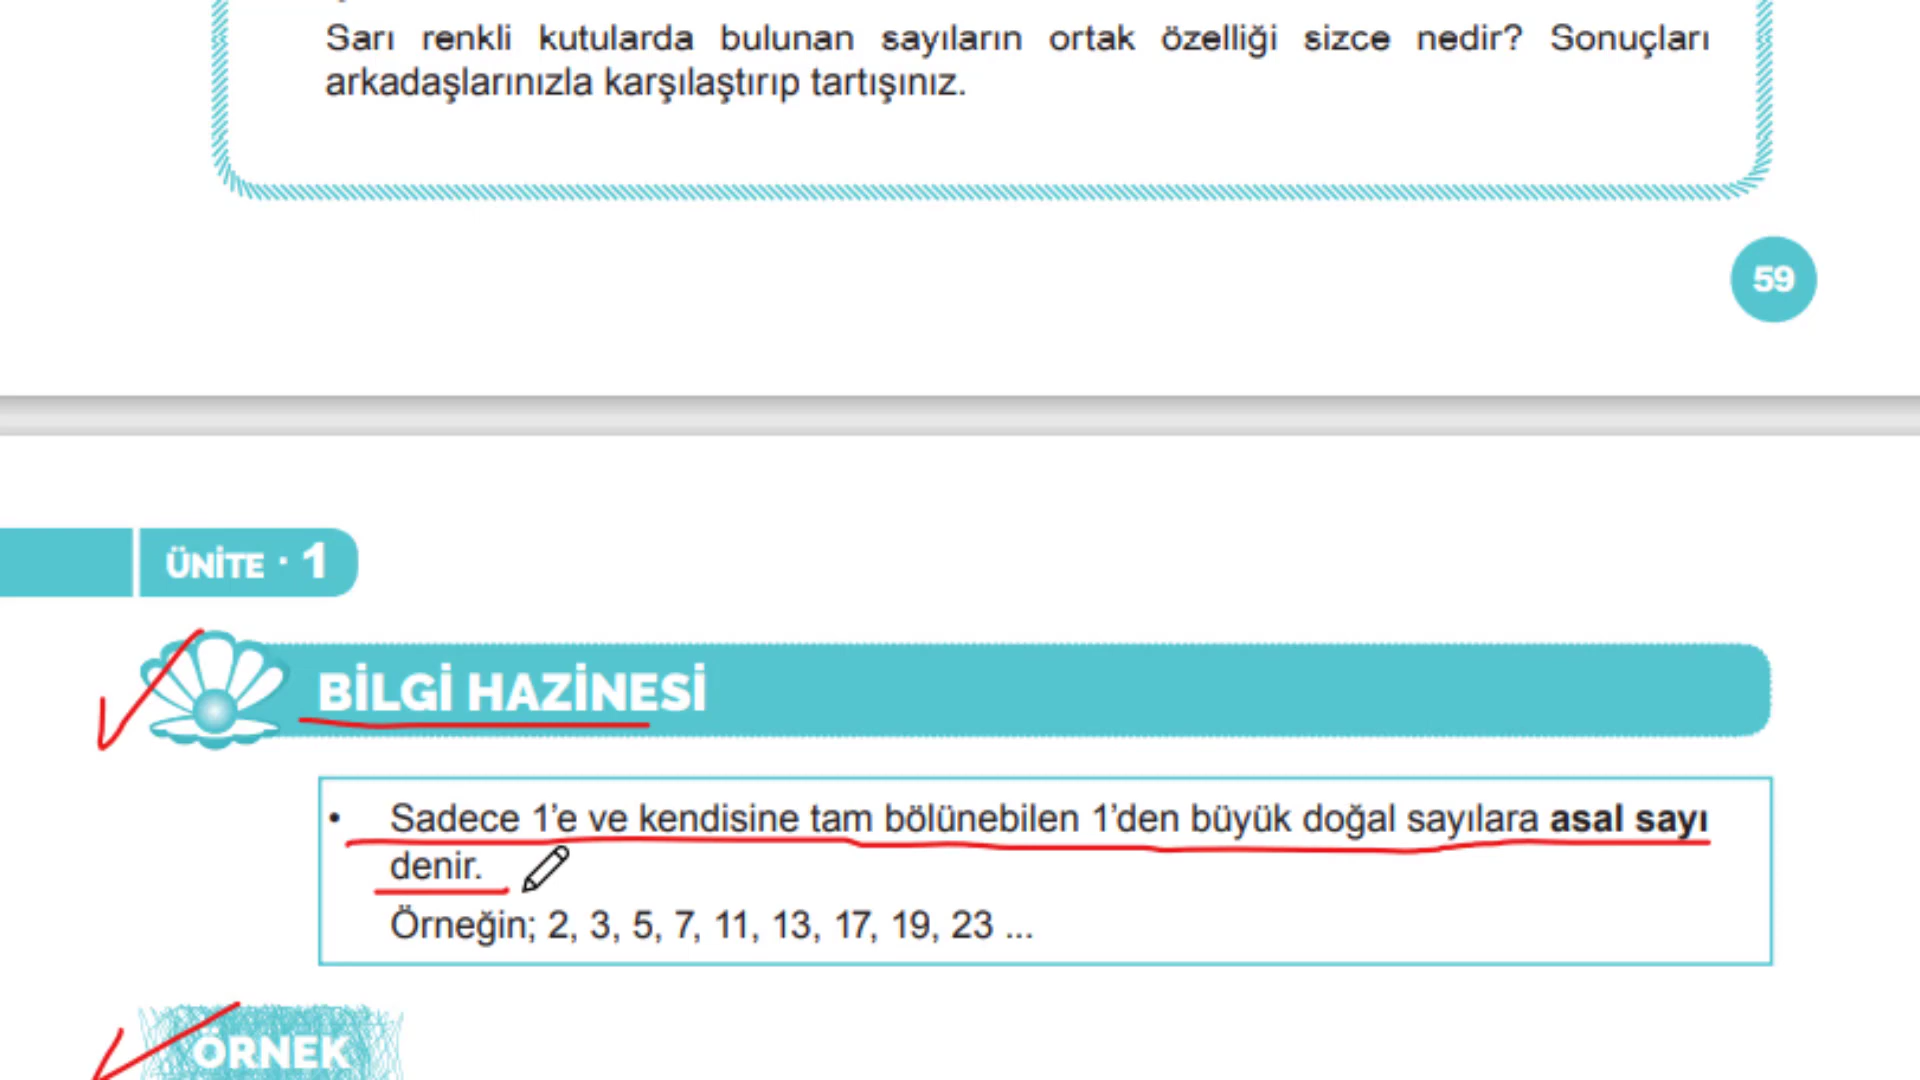 Sarı renkli kutularda bulunan sayıların ortak özelliği sizce nedir? Sonuçları
arkadaşlarınızla karşılaştırıp tartışınız.
59
ÜNİTE · 1
BİLGİ HAZİNESİ
• Sadece 1’e ve kendisine tam bölünebilen 1’den büyük doğal sayılara asal sayı
denir.
Örneğin; 2, 3, 5, 7, 11, 13, 17, 19, 23 ...
ÖRNEK